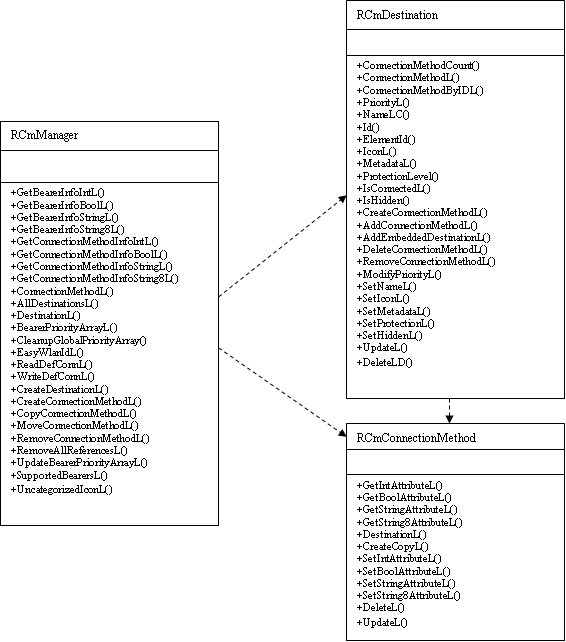 RCmManager
+GetBearerInfoIntL()
+GetBearerInfoBoolL()
+GetBearerInfoStringL()
+GetBearerInfoString8L()
+GetConnectionMethodInfoIntL()
+GetConnectionMethodInfoBoolL()
+GetConnectionMethodInfoStringL()
+GetConnectionMethodInfoString8L()
+ConnectionMethodL()
+AllDestinationsL()
+DestinationL()
+BearerPriorityArrayL()
+CleanupGlobalPriorityArray()
+EasyWlanIdL()
+ReadDefConnL()
+WriteDefConnL()
+CreateDestinationL()
+CreateConnectionMethodL()
+CopyConnectionMethodL()
+MoveConnectionMethodL()
+RemoveConnectionMethodL()
+RemoveAllReferencesL()
+UpdateBearerPriorityArrayL()
+SupportedBearersL()
+UncategorizedIconL()
RCmDestination
+ConnectionMethodCount()
+ConnectionMethodL()
+ConnectionMethodByIDL()
+PriorityL()
+NameLC()
+Id()
+ElementId()
+IconL()
+MetadataL()
+ProtectionLevel()
+IsConnectedL()
+IsHidden()
+CreateConnectionMethodL()
+AddConnectionMethodL()
+AddEmbeddedDestinationL()
+DeleteConnectionMethodL()
+RemoveConnectionMethodL()
+ModifyPriorityL()
+SetNameL()
+SetIconL()
+SetMetadataL()
+SetProtectionL()
+SetHiddenL()
+UpdateL()
+DeleteLD()
RCmConnectionMethod
+GetIntAttributeL()
+GetBoolAttributeL()
+GetStringAttributeL()
+GetString8AttributeL()
+DestinationL()
+CreateCopyL()
+SetIntAttributeL()
+SetBoolAttributeL()
+SetStringAttributeL()
+SetString8AttributeL()
+DeleteL()
+UpdateL()